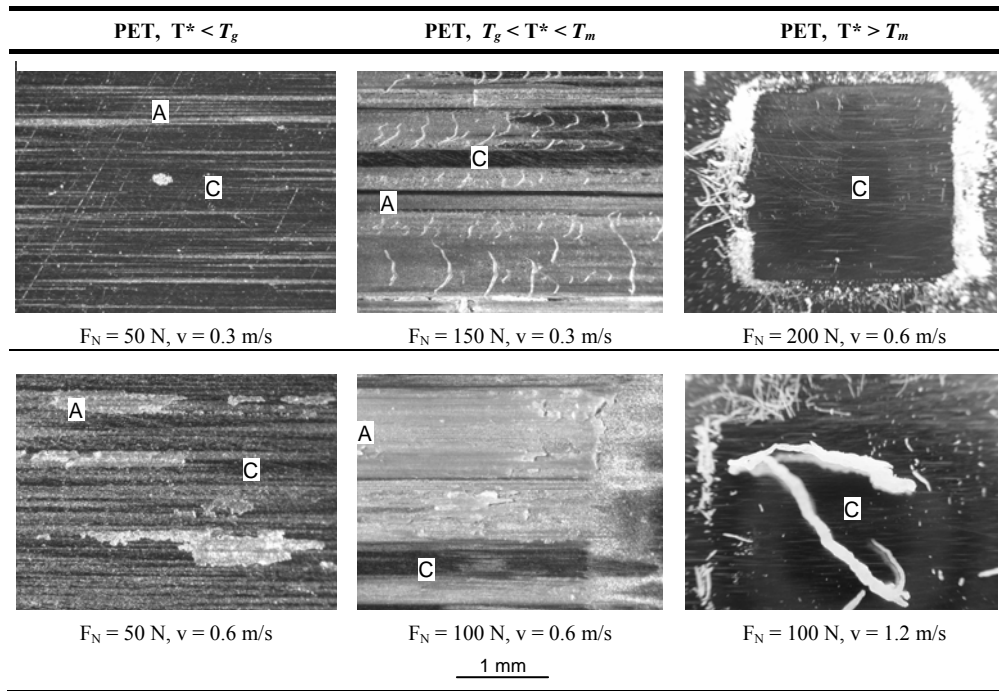 PET, T* < Tg
PET, Tg < T* < Tm
PET, T* > Tm
A
C
C
A
C
FN = 50 N, v = 0.3 m/s
FN = 150 N, v = 0.3 m/s
FN = 200 N, v = 0.6 m/s
A
C
A
C
C
FN = 50 N, v = 0.6 m/s
FN = 100 N, v = 0.6 m/s
FN = 100 N, v = 1.2 m/s
1 mm